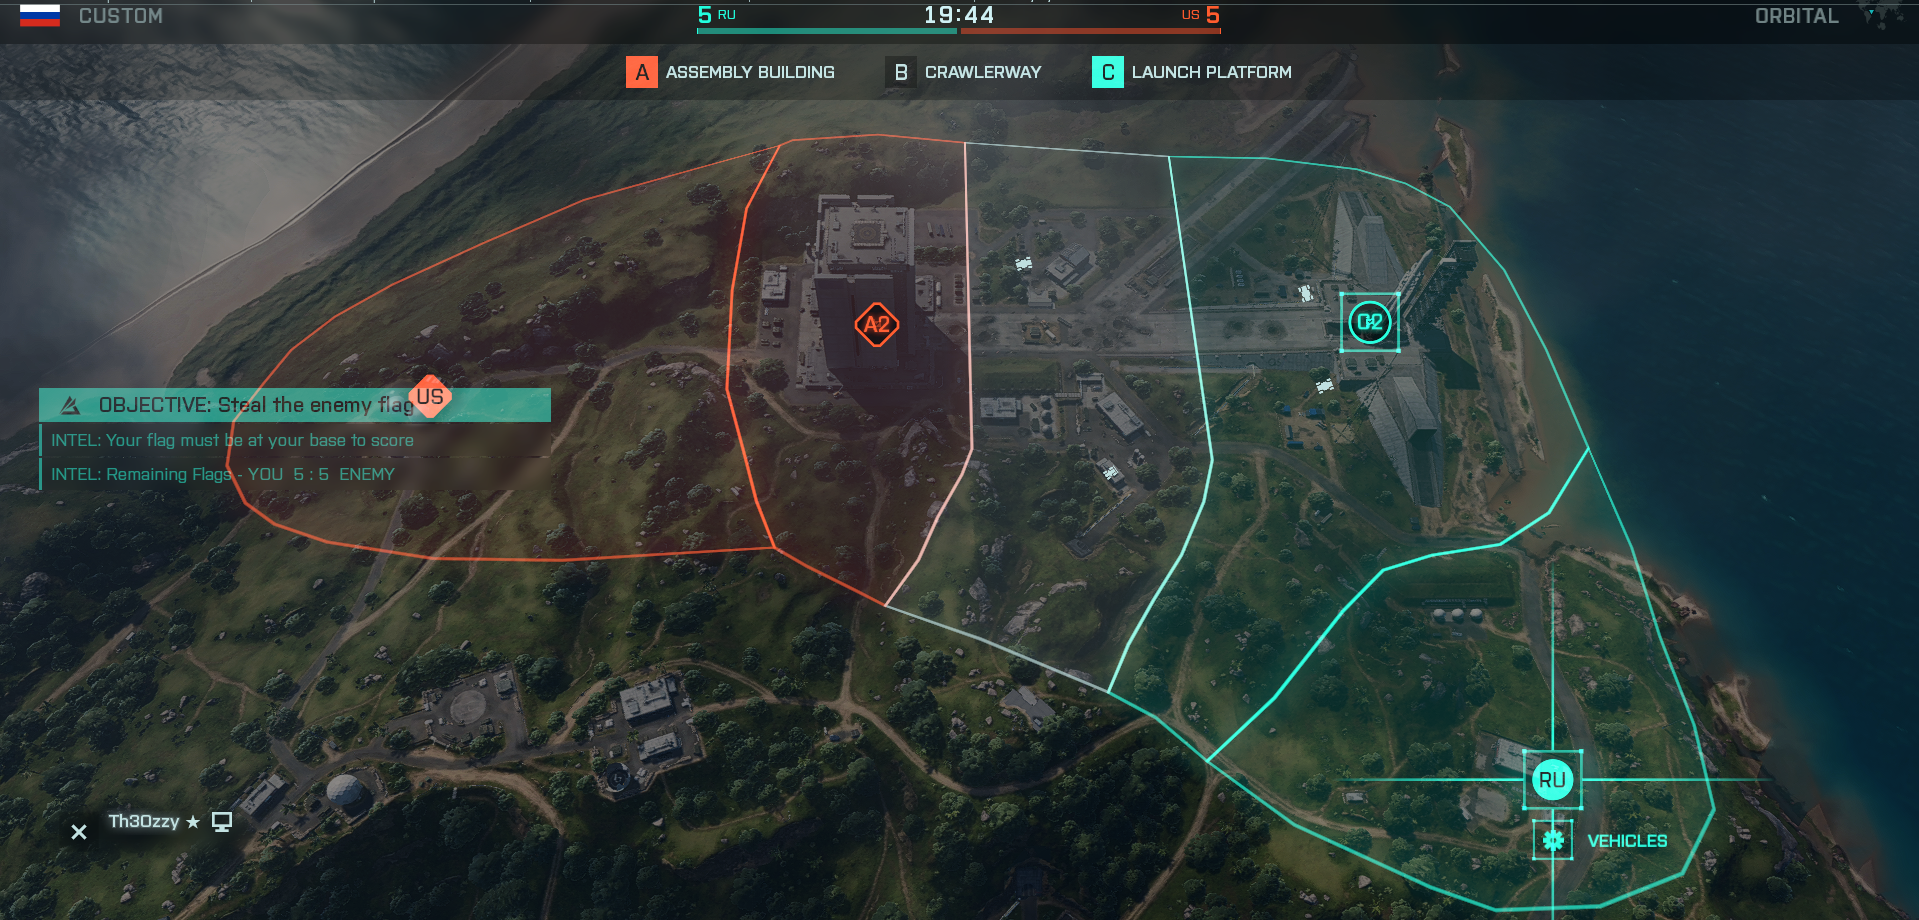 CUSTOM
5 RU
19:44
US 5
ORBITAL
A ASSEMBLY BUILDING
B CRAWLERWAY
C LAUNCH PLATFORM
A2
C2
US
OBJECTIVE: Steal the enemy flag
INTEL: Your flag must be at your base to score
INTEL: Remaining Flags - YOU 5 : 5 ENEMY
RU
Th3Ozzy
VEHICLES